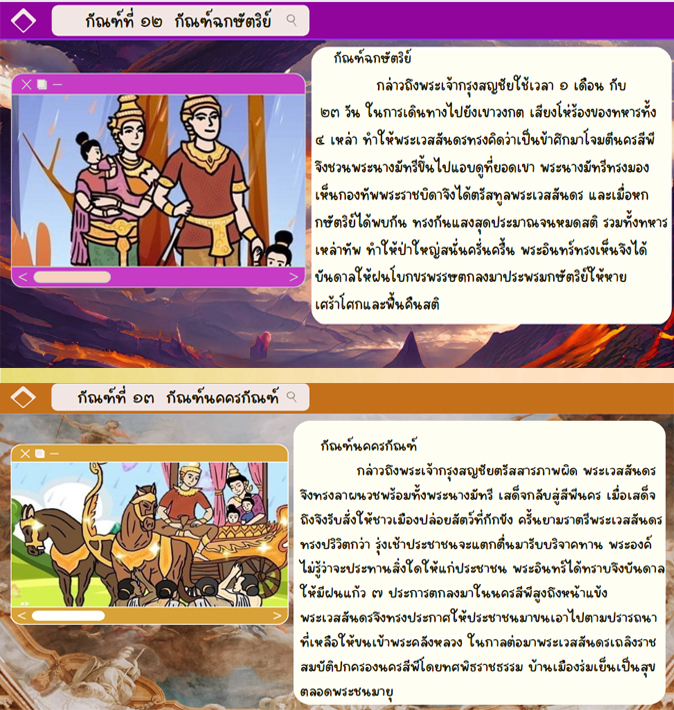 กัณฑ์ที่ ๑๒ กัณฑ์ฉกษัตริย์
กัณฑ์ฉกษัตริย์
กล่าวถึงพระเจ้ากรุงสญชัยใช้เวลา ๑ เดือน กับ
๒๓ วัน ในการเดินทางไปยังเขาวงกต เสียงโห่ร้องของทหารทั้ง
๔ เหล่า ทำให้พระเวสสันดรทรงคิดว่าเป็นข้าศึกมาโจมตีนครสีพี
จึงชวนพระนางมัทรีขึ้นไปแอบดูที่ยอดเขา พระนางมัทรีทรงมอง
เห็นกองทัพพระราชบิดาจึงได้ตรัสทูลพระเวสสันดร และเมื่อหก
กษัตริย์ได้พบกัน ทรงกันแสงสุดประมาณจนหมดสติ รวมทั้งทหาร
เหล่าทัพ ทำให้ป่าใหญ่สนั่นครั่นครื้น พระอินทร์ทรงเห็นจึงได้
บันดาลให้ฝนโบกขรพรรษตกลงมาประพรมกษัตริย์ให้หาย
เศร้าโศกและฟื้นคืนสติ
กัณฑ์ที่ ๑๓ กัณฑ์นครกัณฑ์
กัณฑ์นครกัณฑ์
กล่าวถึงพระเจ้ากรุงสญชัยตรัสสารภาพผิด พระเวสสันดร
จึงทรงลาผนวชพร้อมทั้งพระนางมัทรี เสด็จกลับสู่สีพีนคร เมื่อเสด็จ
ถึงจึงรับสั่งให้ชาวเมืองปล่อยสัตว์ที่กักขัง ครั้นยามราตรีพระเวสสันดร
ทรงปริวิตกว่า รุ่งเช้าประชาชนจะแตกตื่นมารับบริจาคทาน พระองค์
ไม่รู้ว่าจะประทานสิ่งใดให้แก่ประชาชน พระอินทร์ได้ทราบจึงบันดาล
ให้มีฝนแก้ว ๗ ประการตกลงมาในนครสีพีสูงถึงหน้าแข้ง
พระเวสสันดรจึงทรงประกาศให้ประชาชนมาขนเอาไปตามปรารถนา
ที่เหลือให้ขนเข้าพระคลังหลวง ในกาลต่อมาพระเวสสันดรเถลิงราช
สมบัติปกครองนครสีพีโดยทศพิธราชธรรม บ้านเมืองร่มเย็นเป็นสุข
ตลอดพระชนมายุ